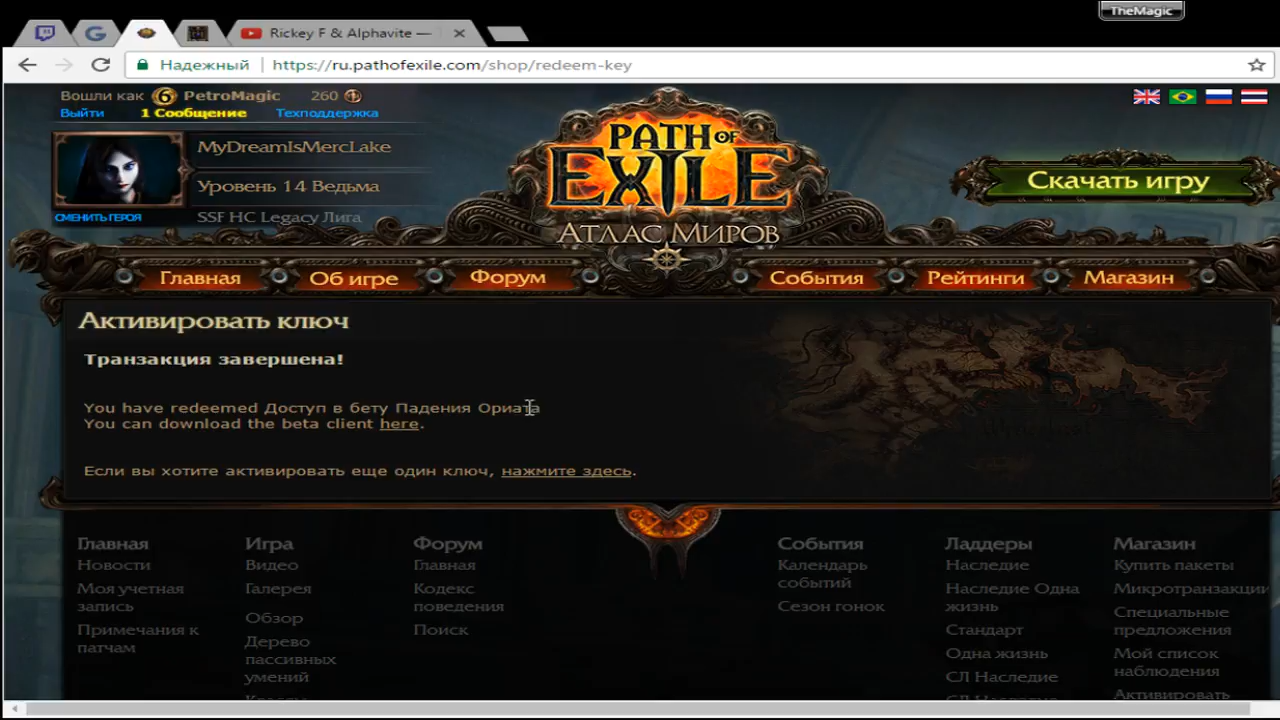 TheMagic
Rickey F & Alphavite —
Надежный
https://ru.pathofexile.com/shop/redeem-key
Вошли как PetroMagic 260
Выйти 1 Сообщение Техподдержка
MyDreamIsMercLake
Уровень 14 Ведьма
СМЕНИТЬ ГЕРОЯ
SSF HC Legacy Лига
PATH OF
EXILE
АТЛАС МИРОВ
Скачать игру
Главная Об игре Форум События Рейтинги Магазин
Активировать ключ
Транзакция завершена!
You have redeemed Доступ в бету Падения Ориата
You can download the beta client here.
Если вы хотите активировать еще один ключ, нажмите здесь.
Главная
Новости
Моя учетная
запись
Примечания к
патчам
Игра
Видео
Галерея
Обзор
Дерево
пассивных
умений
Форум
Главная
Кодекс
поведения
Поиск
События
Календарь
событий
Сезон гонок
Ладдеры
Наследие
Наследие Одна
жизнь
Стандарт
Одна жизнь
СЛ Наследие
Магазин
Купить пакеты
Микротранзакции
Специальные
предложения
Мой список
наблюдения
Активировать